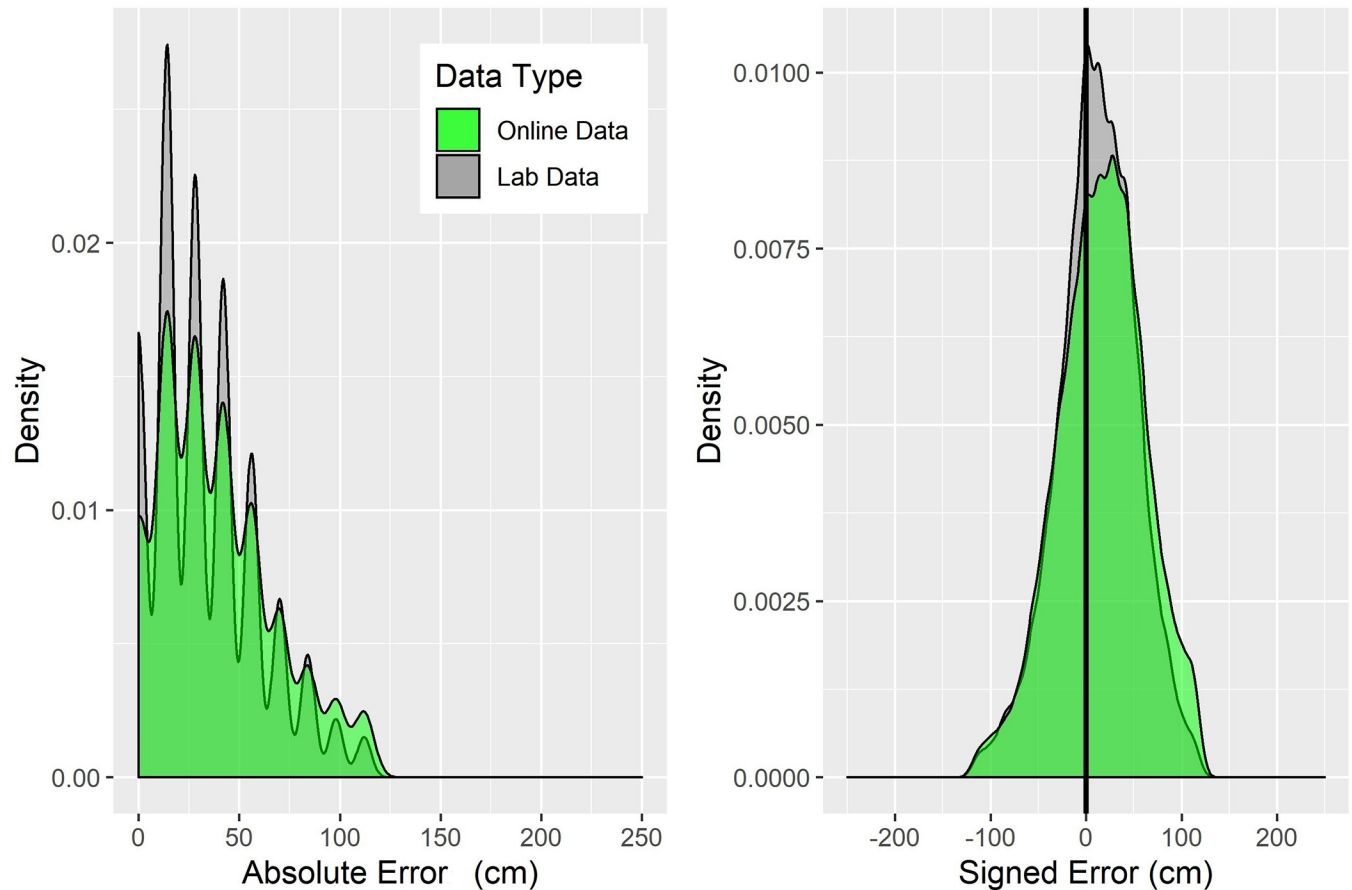 Data Type
Online Data
Lab Data
Density
0.02
0.01
0.00
0 50 100 150 200 250
Absolute Error (cm)
Density
0.0100
0.0075
0.0050
0.0025
0.0000
-200 -100 0 100 200
Signed Error (cm)